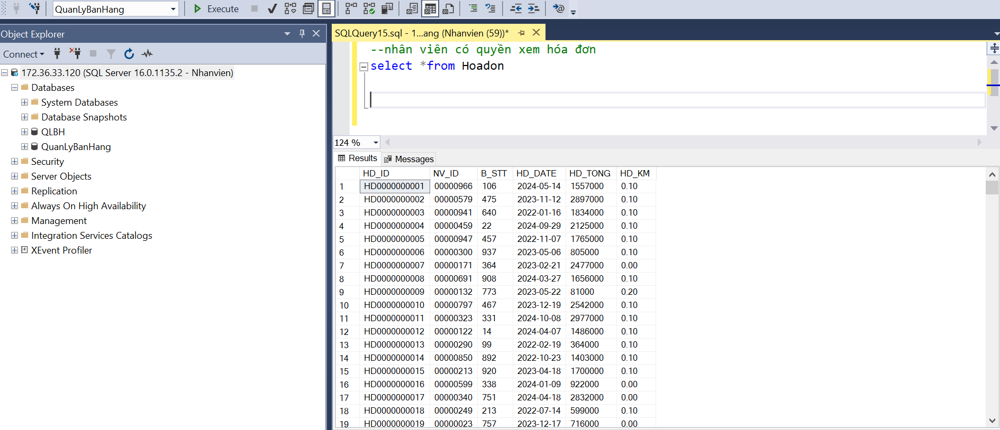 QuanLyBanHang Execute
Object Explorer
Connect
172.36.33.120 (SQL Server 16.0.1135.2 - Nhanvien)
Databases
System Databases
Database Snapshots
QLBH
QuanLyBanHang
Security
Server Objects
Replication
Always On High Availability
Management
Integration Services Catalogs
XEvent Profiler
SQLQuery15.sql - 1...ang (Nhanvien (59))*
--nhân viên có quyền xem hóa đơn
select *from Hoadon
124 %
Results Messages
HD_ID NV_ID B_STT HD_DATE HD_TONG HD_KM
1 HD0000000001 00000966 106 2024-05-14 1557000 0.10
2 HD0000000002 00000579 475 2023-11-12 2897000 0.10
3 HD0000000003 00000941 640 2022-01-16 1834000 0.10
4 HD0000000004 00000459 22 2024-09-29 2125000 0.10
5 HD0000000005 00000947 457 2022-11-07 1765000 0.10
6 HD0000000006 00000300 937 2023-05-06 805000 0.10
7 HD0000000007 00000171 364 2023-02-21 2477000 0.00
8 HD0000000008 00000691 908 2024-03-27 1656000 0.10
9 HD0000000009 00000132 773 2023-05-22 81000 0.20
10 HD0000000010 00000797 467 2023-12-19 2542000 0.10
11 HD0000000011 00000323 331 2024-10-08 2977000 0.10
12 HD0000000012 00000122 14 2024-04-07 1486000 0.10
13 HD0000000013 00000290 99 2022-02-19 364000 0.10
14 HD0000000014 00000850 892 2022-10-23 1403000 0.10
15 HD0000000015 00000213 920 2023-04-18 1700000 0.10
16 HD0000000016 00000599 338 2024-01-09 922000 0.00
17 HD0000000017 00000340 751 2024-04-18 2832000 0.00
18 HD0000000018 00000249 213 2022-07-14 599000 0.10
19 HD0000000019 00000023 757 2023-12-17 716000 0.00